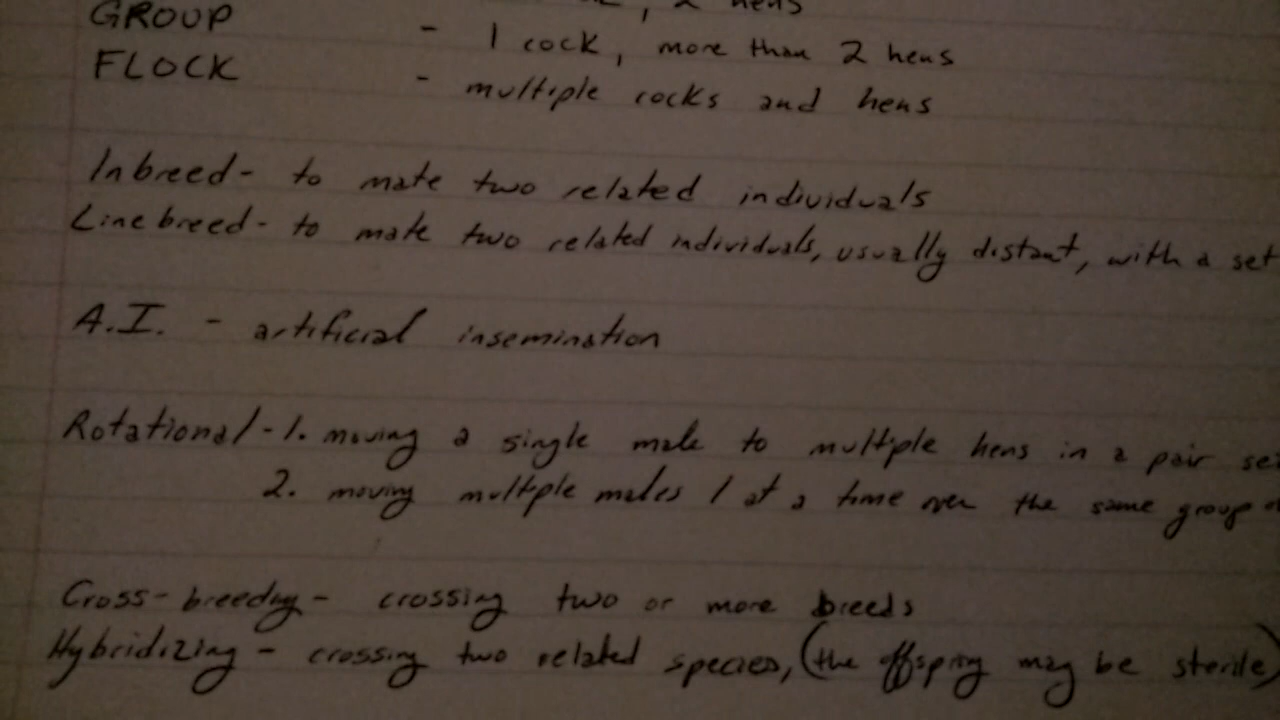 , 2 hens
GROUP - 1 cock, more than 2 hens
FLOCK - multiple cocks and hens
Inbreed- to mate two related individuals
Linebreed- to mate two related individuals, usually distant, with a set
A.I. - artificial insemination
Rotational-1. moving a single male to multiple hens in a pair
2. moving multiple males 1 at a time over the same group
Cross-breeding- crossing two or more breeds
Hybridizing - crossing two related species, (the offspring may be sterile)